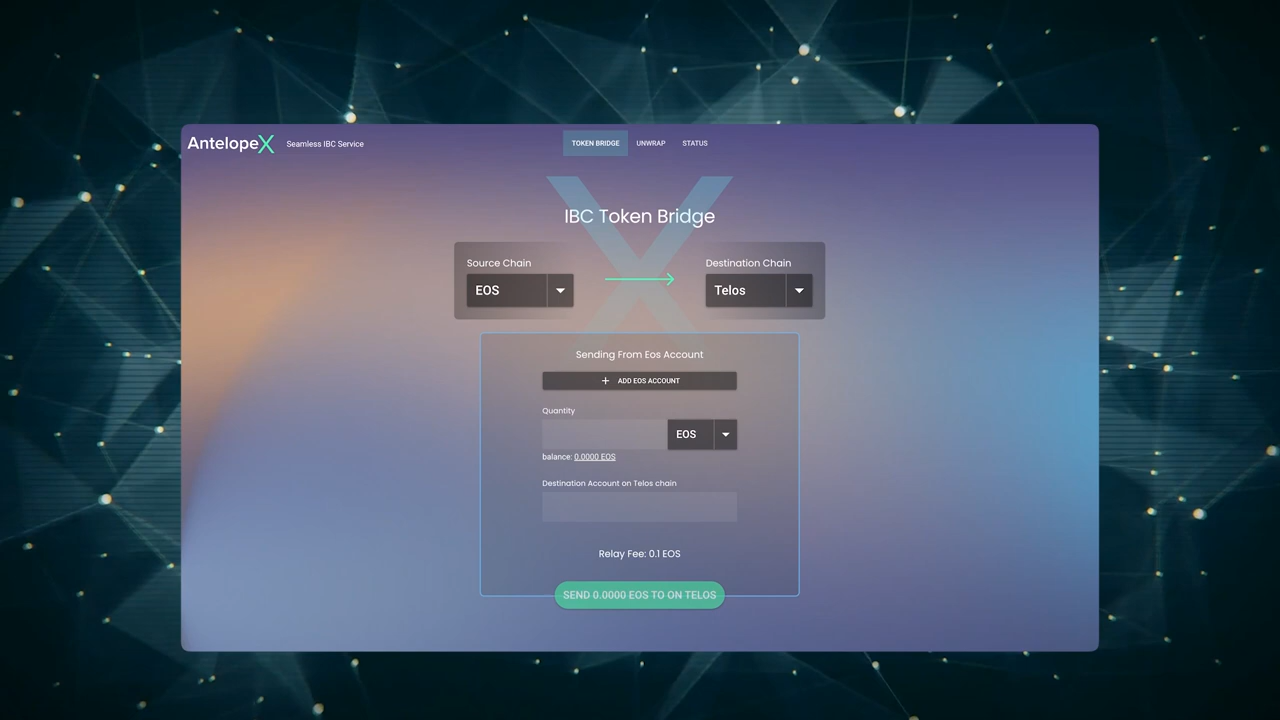 AntelopeX Seamless IBC Service TOKEN BRIDGE UNWRAP STATUS
IBC Token Bridge
Source Chain Destination Chain
EOS Telos
Sending From Eos Account
+ ADD EOS ACCOUNT
Quantity
EOS
balance: 0.0000 EOS
Destination Account on Telos chain
Relay Fee: 0.1 EOS
SEND 0.0000 EOS TO ON TELOS